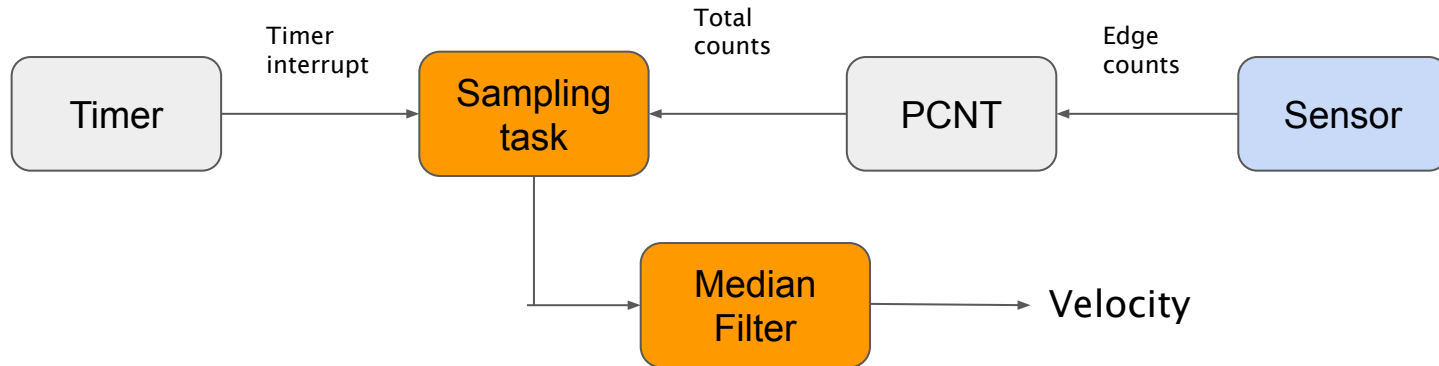 Timer
Timer
interrupt
Sampling
task
Total
counts
PCNT
Edge
counts
Sensor
Median
Filter
Velocity